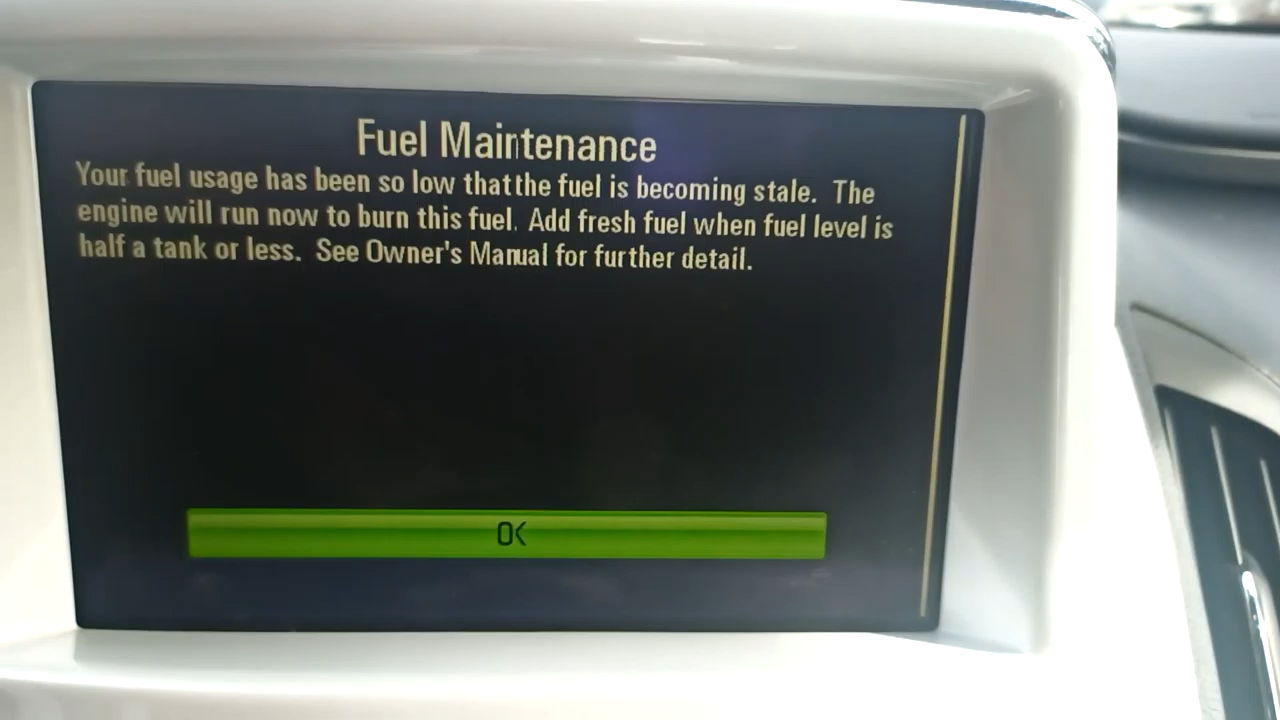 Fuel Maintenance
Your fuel usage has been so low that the fuel is becoming stale. The
engine will run now to burn this fuel. Add fresh fuel when fuel level is
half a tank or less. See Owner's Manual for further detail.
OK